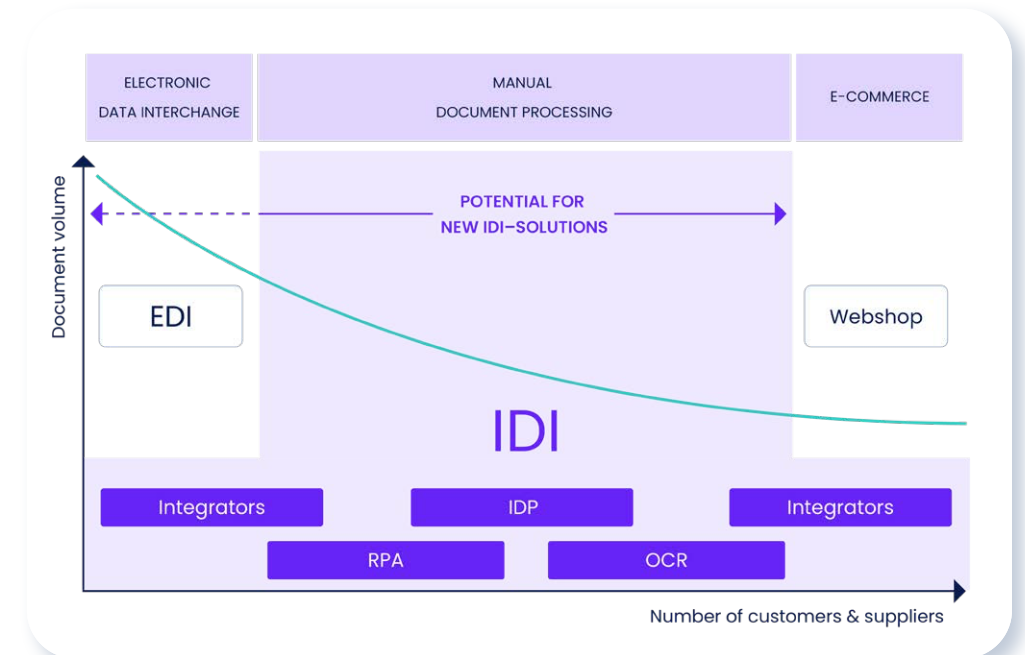 ELECTRONIC
DATA INTERCHANGE
MANUAL
DOCUMENT PROCESSING
E-COMMERCE
Document volume
POTENTIAL FOR
NEW IDI–SOLUTIONS
EDI
Webshop
IDI
Integrators
IDP
Integrators
RPA
OCR
Number of customers & suppliers